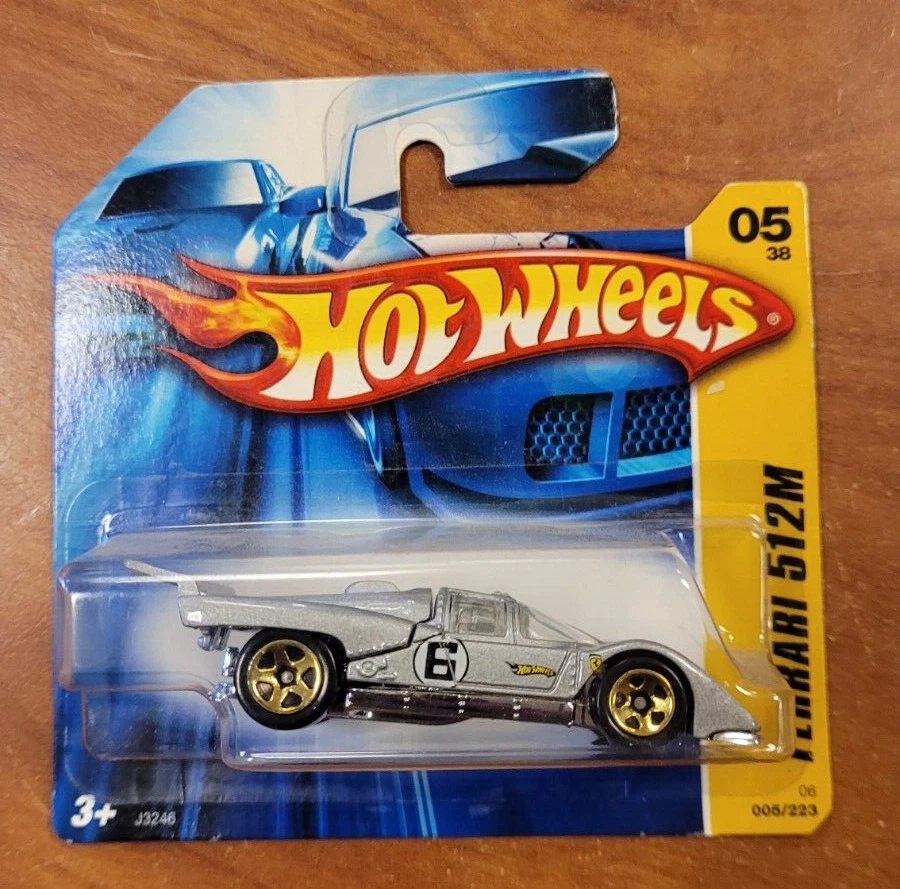 05
38
HOT WHEELS ®
FERRARI 512M
6
HOT WHEELS
3+
J3246
06
005/223